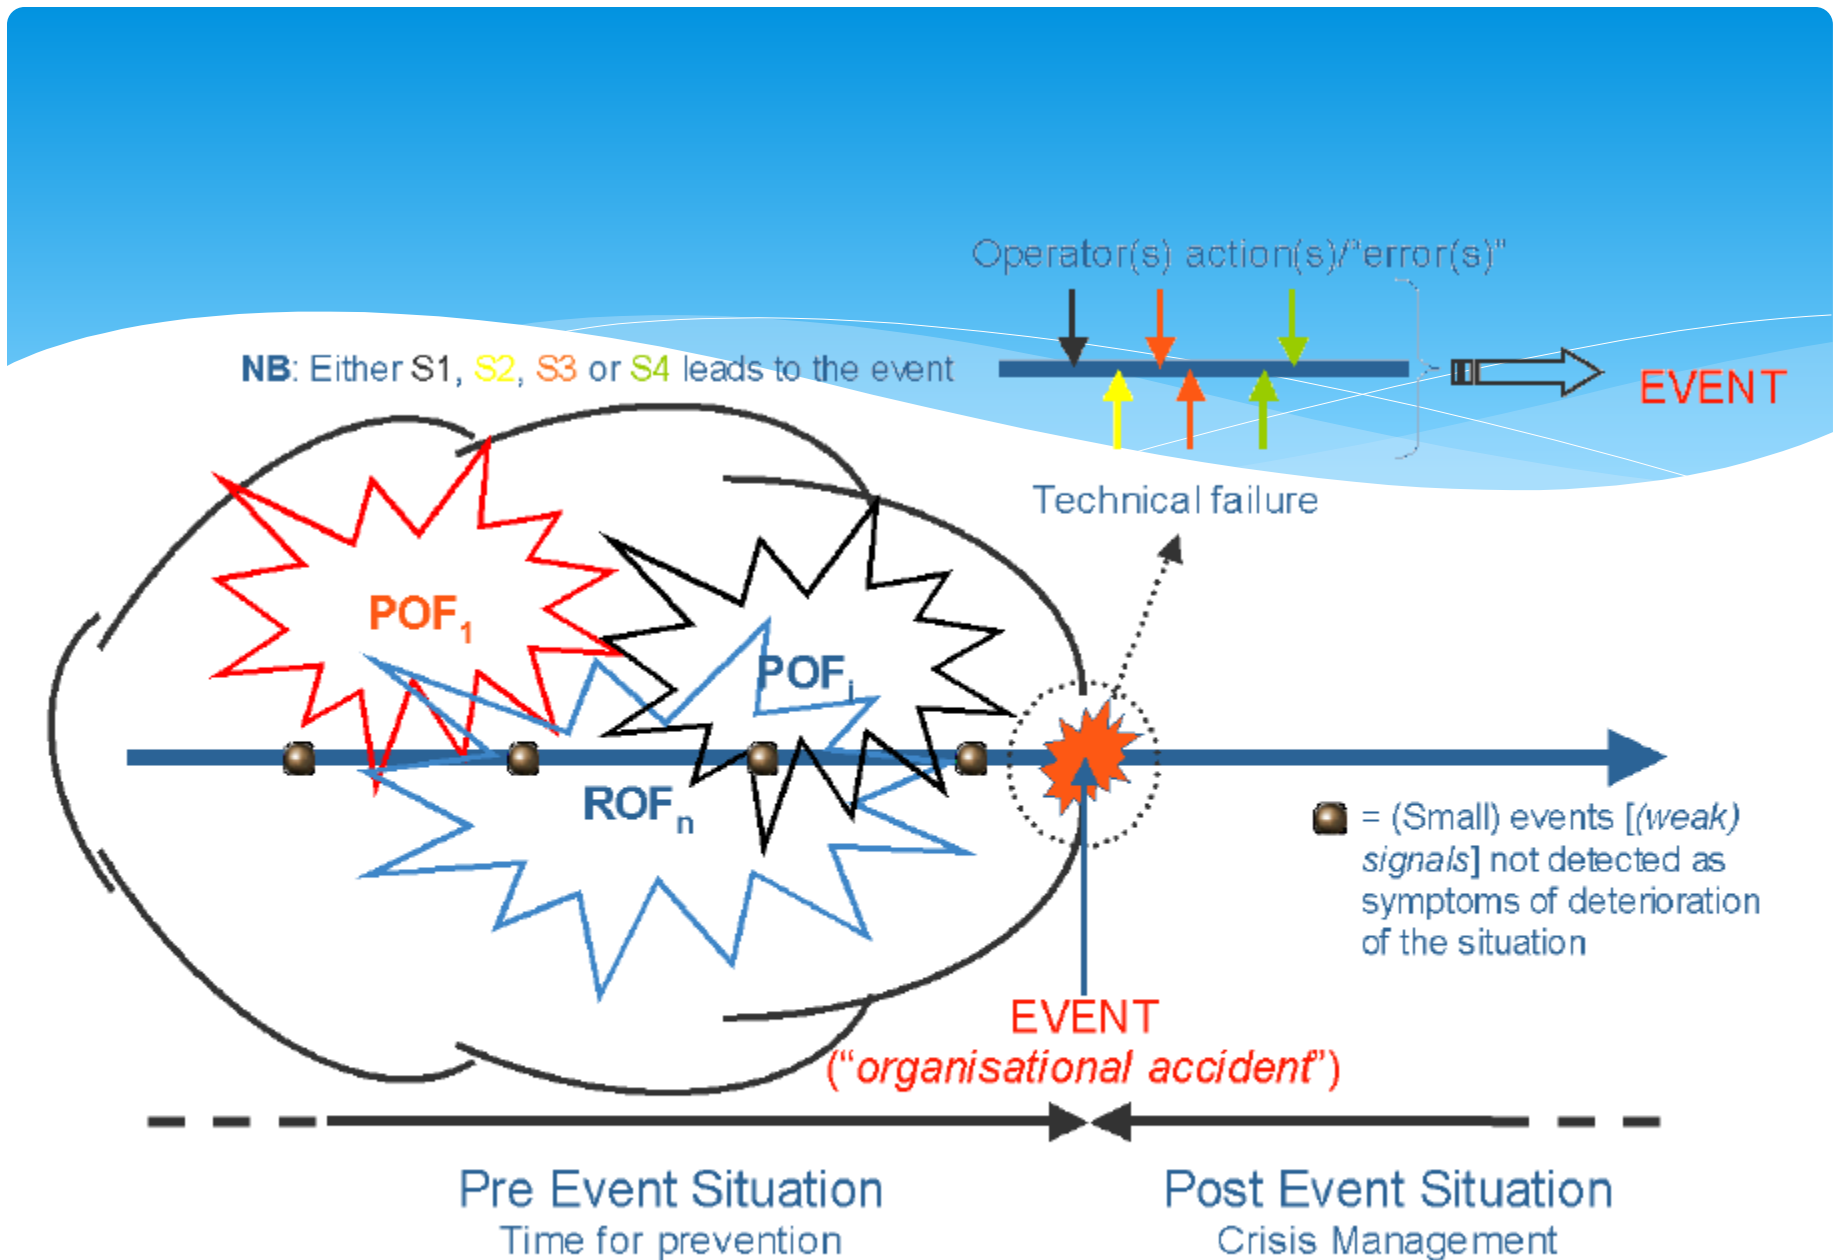 Operator(s) action(s)/"error(s)"
NB: Either S1, S2, S3 or S4 leads to the event
EVENT
Technical failure
POF1
POFi
ROFn
= (Small) events [(weak)
signals] not detected as
symptoms of deterioration
of the situation
EVENT
("organisational accident")
Pre Event Situation
Time for prevention
Post Event Situation
Crisis Management